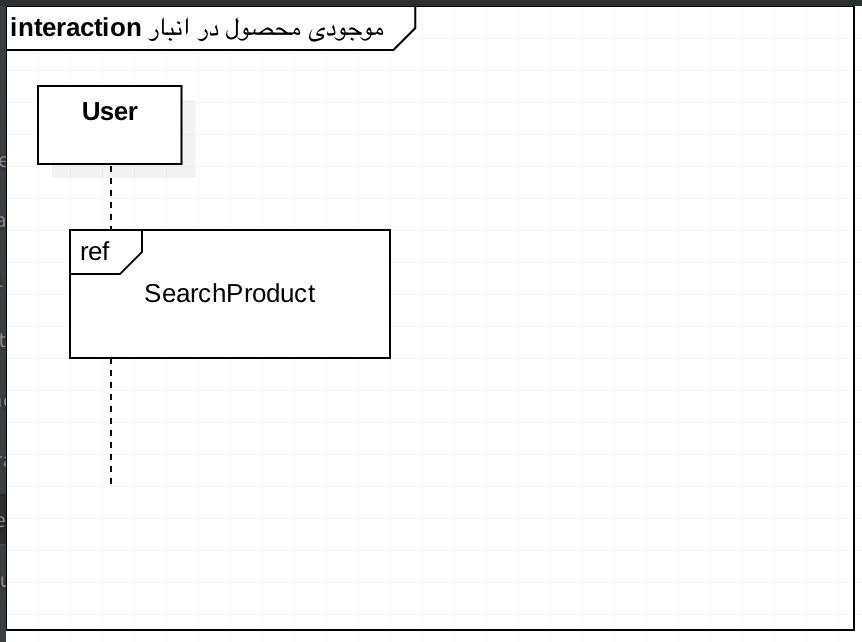 interaction موجودی محصول در انبار
User
ref
SearchProduct